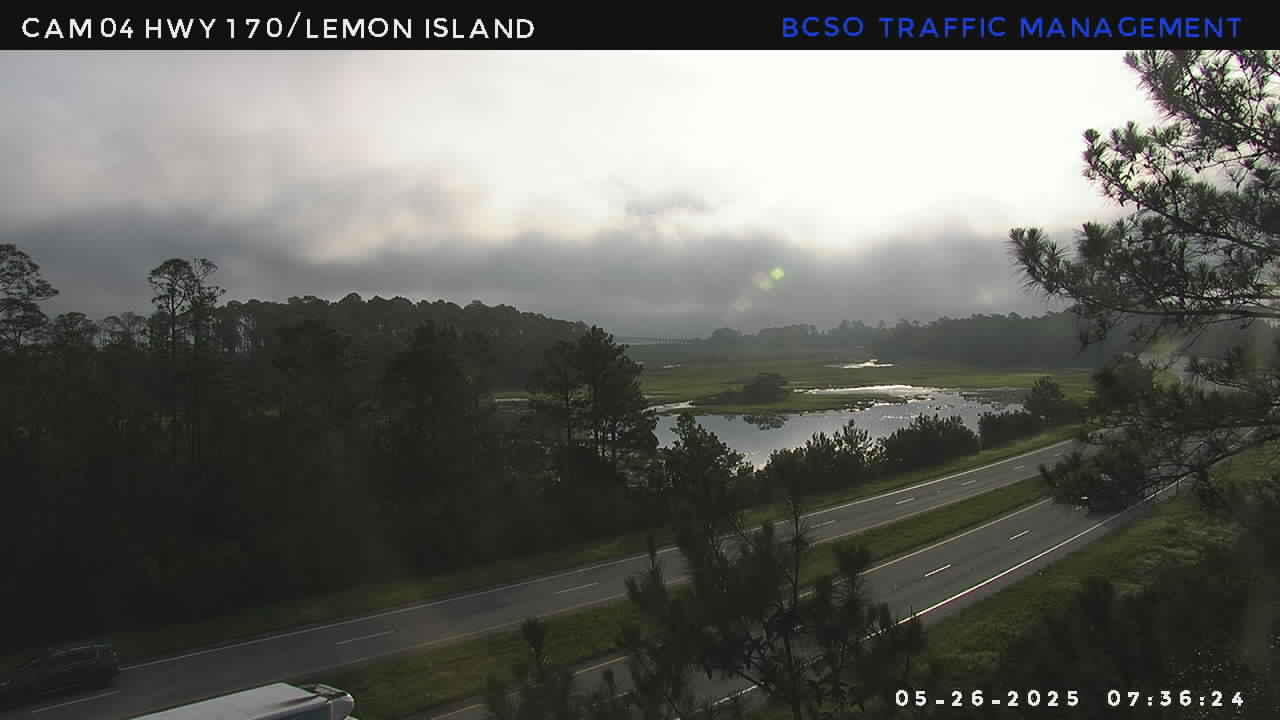 CAM04 HWY170/LEMON ISLAND
BCSO TRAFFIC MANAGEMENT
05-26-2025 07:36:24